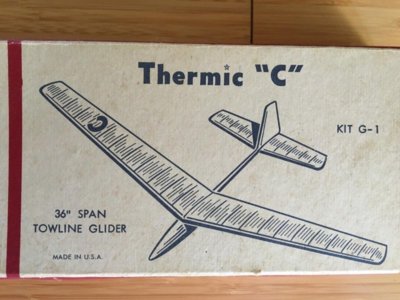 Thermic "C"
KIT G-1
C
36" SPAN
TOWLINE GLIDER
MADE IN U.S.A.